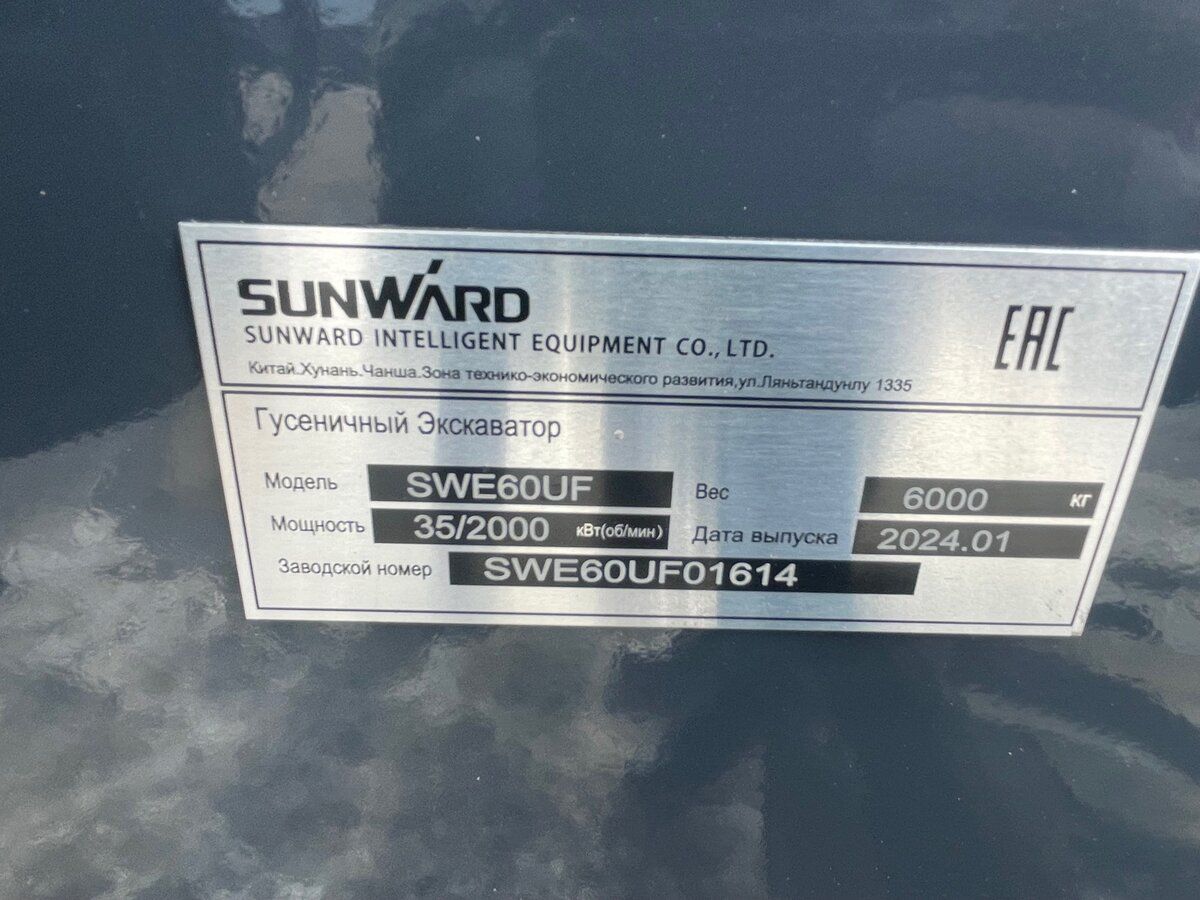 SUNWARD
SUNWARD INTELLIGENT EQUIPMENT CO., LTD.
EAC
Китай.Хунань.Чанша.Зона технико-экономического развития,ул.Ляньтандунлу 1335
Гусеничный Экскаватор
Модель SWE60UF Вес 6000 кг
Мощность 35/2000 кВт(об/мин) Дата выпуска 2024.01
Заводской номер SWE60UF01614